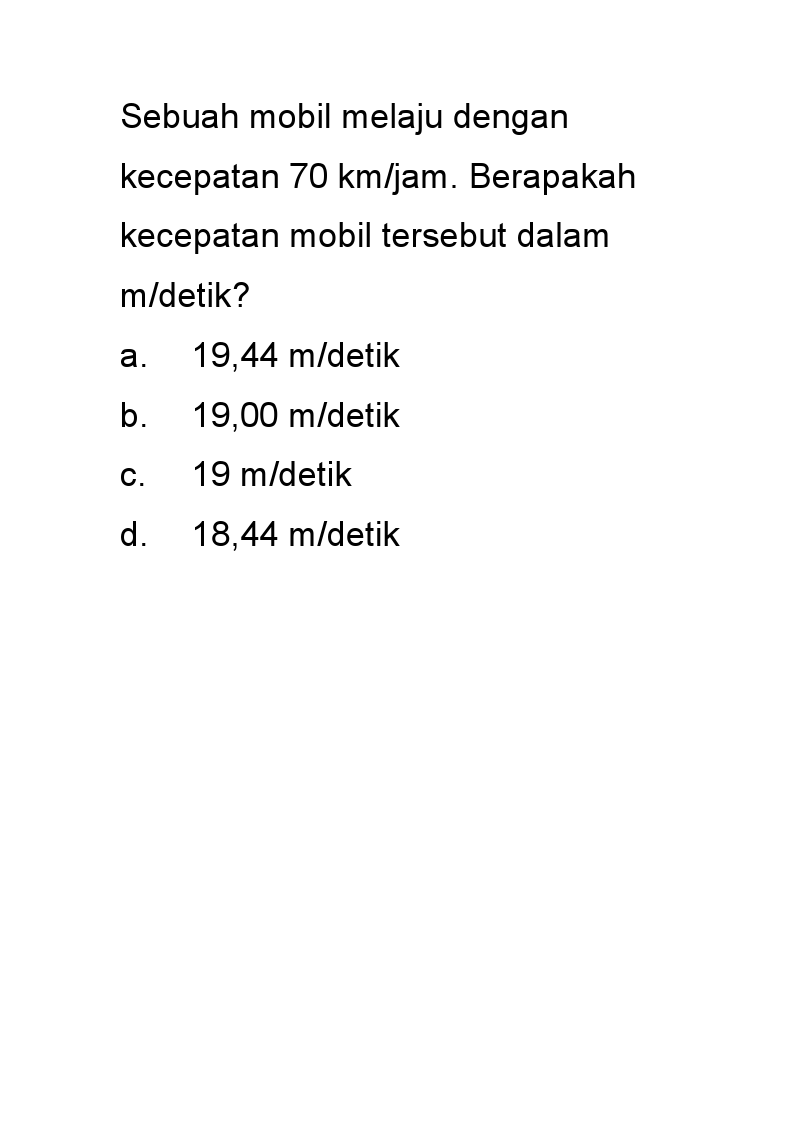 Sebuah mobil melaju dengan
kecepatan 70 km/jam. Berapakah
kecepatan mobil tersebut dalam
m/detik?
a. 19,44 m/detik
b. 19,00 m/detik
c. 19 m/detik
d. 18,44 m/detik